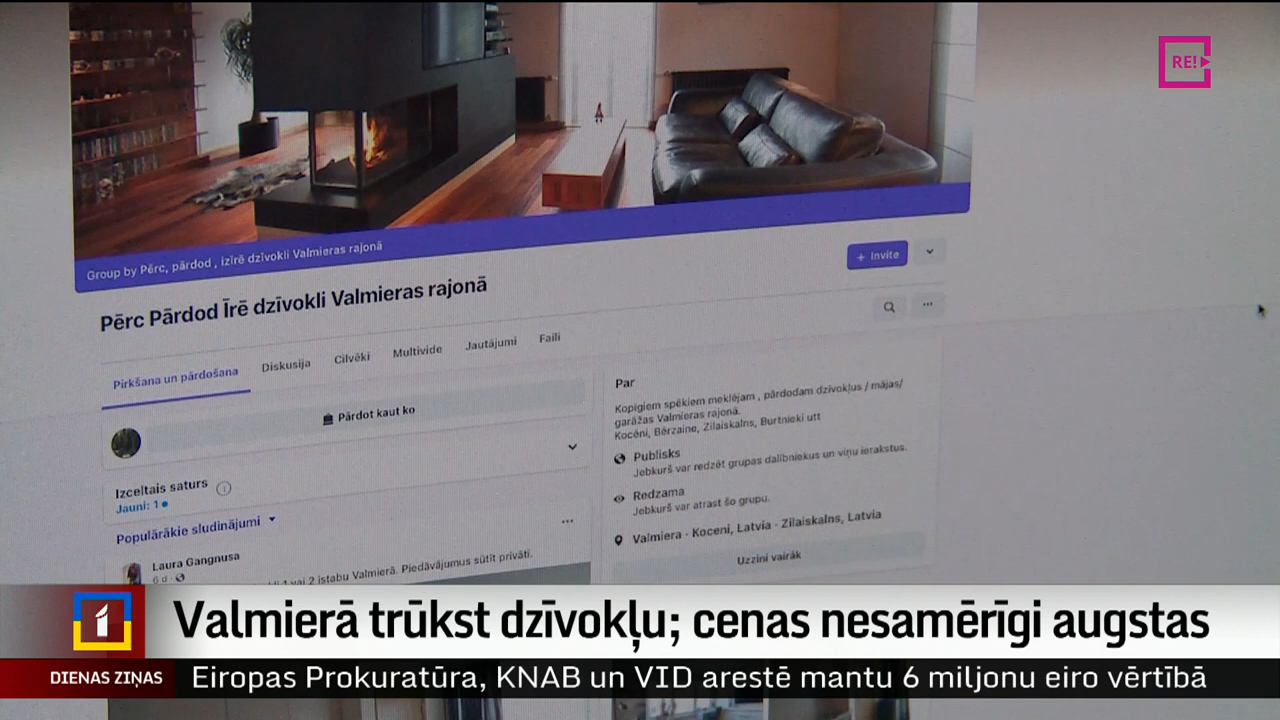 RE!
Group by Pērc, pārdod , izīrē dzīvokli Valmieras rajonā
+ Invite
Pērc Pārdod Īrē dzīvokli Valmieras rajonā
Pirkšana un pārdošana Diskusija Cilvēki Multivide Jautājumi Faili
Pārdot kaut ko
Izceltais saturs
Jauni: 1
Populārākie sludinājumi
Laura Gangnusa
6 d
1 vai 2 istabu Valmierā. Piedāvājumus sūtīt privāti.
Par
Kopīgiem spēkiem meklējam , pārdodam dzīvokļus / mājas/
garāžas Valmieras rajonā.
Kocēni, Bērzaine, Zilaiskalns, Burtnieki utt
Publisks
Jebkurš var redzēt grupas dalībniekus un viņu ierakstus.
Redzama
Jebkurš var atrast šo grupu.
Valmiera · Koceni, Latvia · Zilaiskalns, Latvia
Uzzini vairāk
1
Valmierā trūkst dzīvokļu; cenas nesamērīgi augstas
DIENAS ZIŅAS
Eiropas Prokuratūra, KNAB un VID arestē mantu 6 miljonu eiro vērtībā